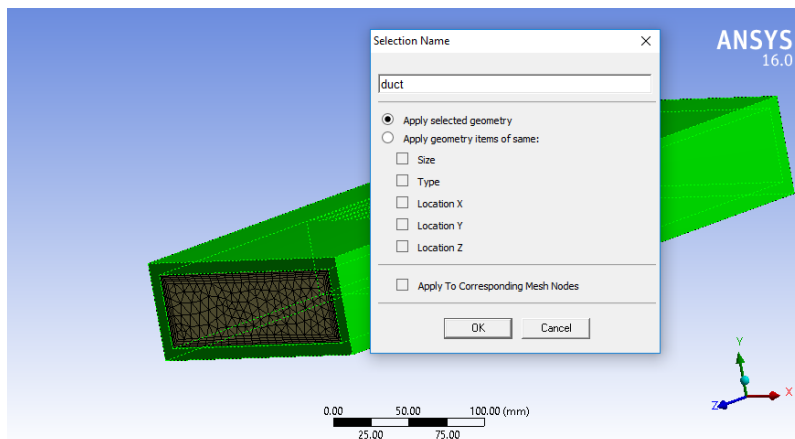 Selection Name
ANSYS
16.0
duct
Apply selected geometry
Apply geometry items of same:
Size
Type
Location X
Location Y
Location Z
Apply To Corresponding Mesh Nodes
OK Cancel
Y
X
Z
0.00 50.00 100.00 (mm)
25.00 75.00